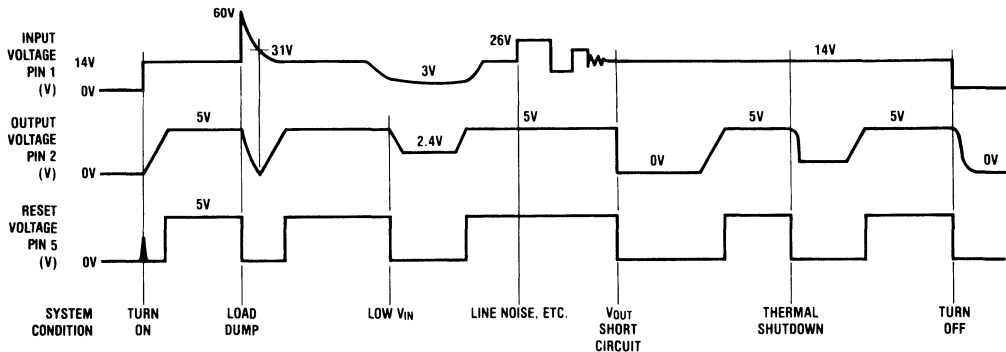 INPUT
VOLTAGE
PIN 1
(V)
60V
31V
14V
0V
3V
26V
14V
OUTPUT
VOLTAGE
PIN 2
(V)
5V
0V
2.4V
5V
0V
5V
5V
0V
RESET
VOLTAGE
PIN 5
(V)
5V
0V
SYSTEM
CONDITION
TURN
ON
LOAD
DUMP
LOW VIN
LINE NOISE, ETC.
VOUT
SHORT
CIRCUIT
THERMAL
SHUTDOWN
TURN
OFF